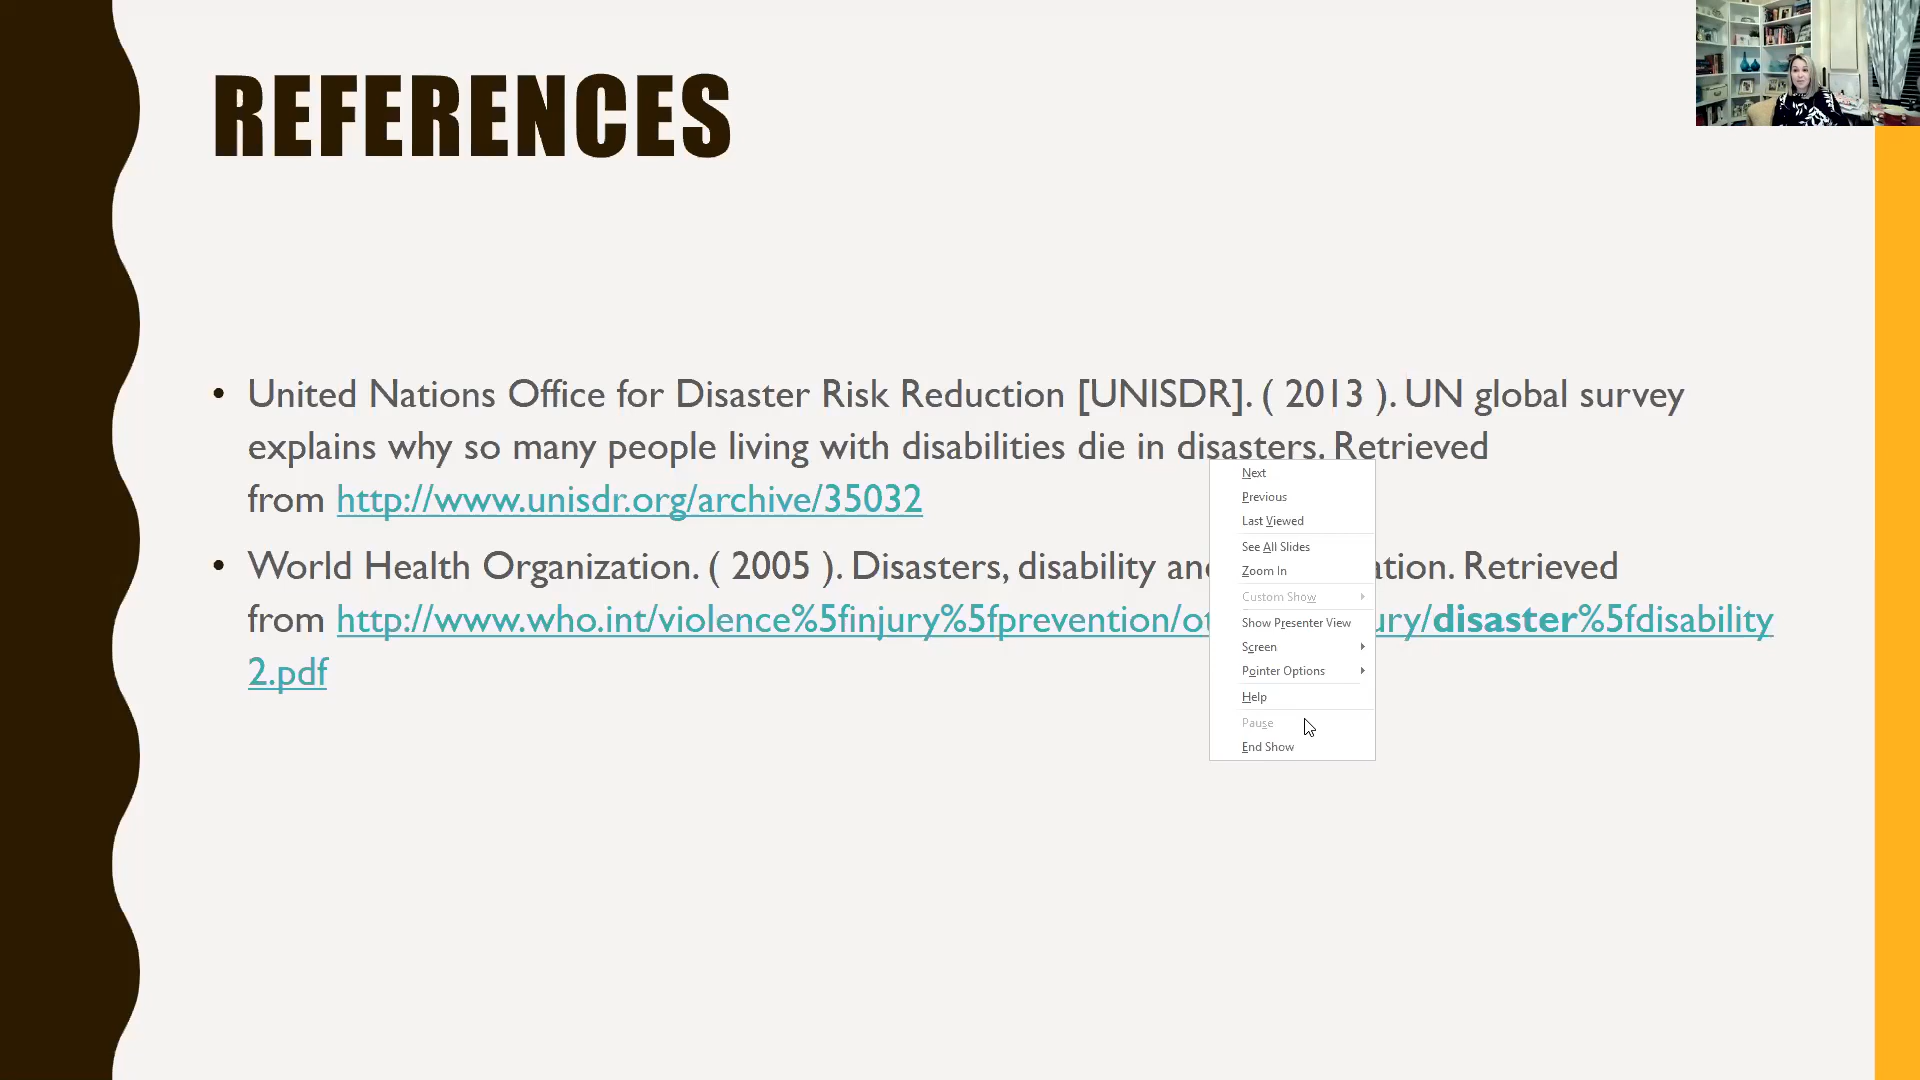 REFERENCES
• United Nations Office for Disaster Risk Reduction [UNISDR]. ( 2013 ). UN global survey
explains why so many people living with disabilities die in disasters. Retrieved
from http://www.unisdr.org/archive/35032
• World Health Organization. ( 2005 ). Disasters, disability ation. Retrieved
from http://www.who.int/violence%5finjury%5fprevention/ot ury/disaster%5fdisability
2.pdf
Next
Previous
Last Viewed
See All Slides
Zoom In
Custom Show
Show Presenter View
Screen
Pointer Options
Help
Pause
End Show